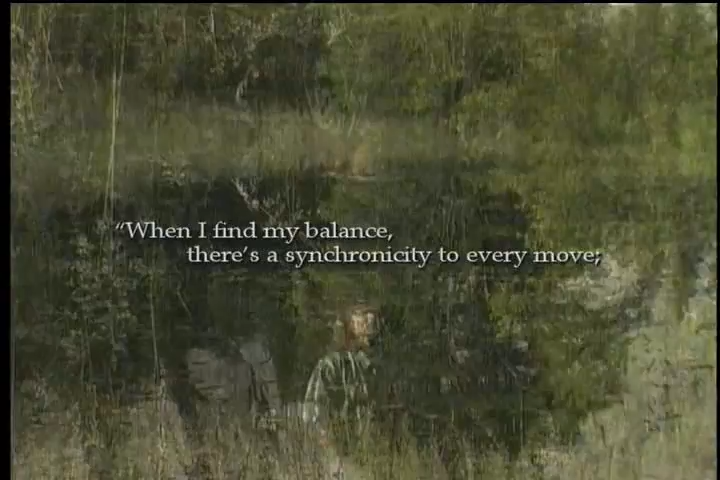 “When I find my balance,
there's a synchronicity to every move;